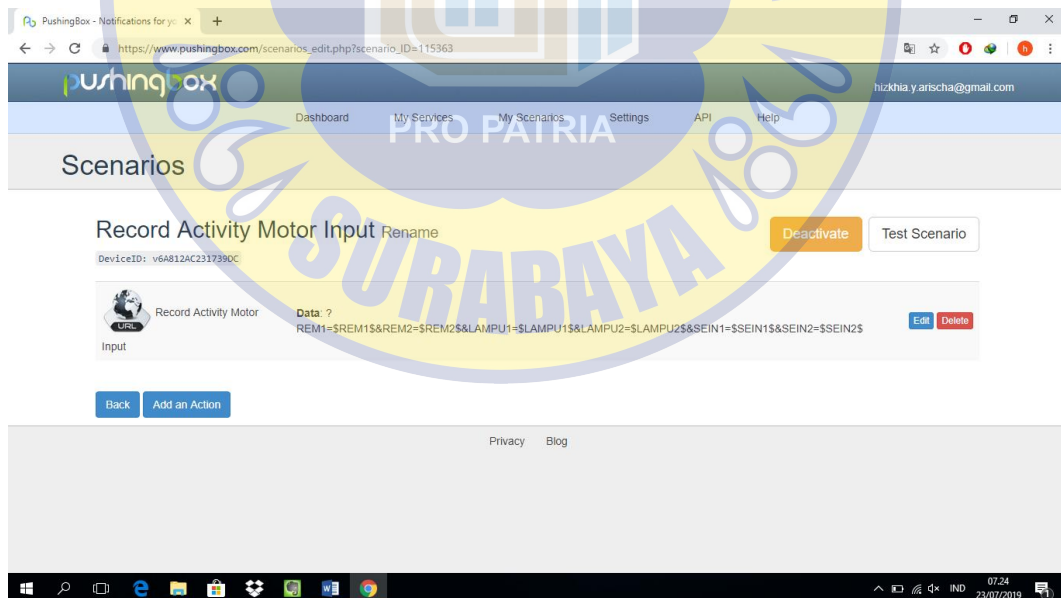 PushingBox - Notifications for yo
https://www.pushingbox.com/scenarios_edit.php?scenario_ID=115363
pushingbox
hizkhia.y.arischa@gmail.com
Dashboard My Services My Scenarios Settings API Help
PRO PATRIA
Scenarios
SURABAYA
Record Activity Motor Input Rename
Deactivate Test Scenario
DeviceID: v6A812AC231739DC
URL
Record Activity Motor
Input
Data: ?
REM1=$REM1$&REM2=$REM2$&LAMPU1=$LAMPU1$&LAMPU2=$LAMPU2$&SEIN1=$SEIN1$&SEIN2=$SEIN2$
Edit Delete
Back Add an Action
Privacy Blog
IND
07.24
23/07/2019